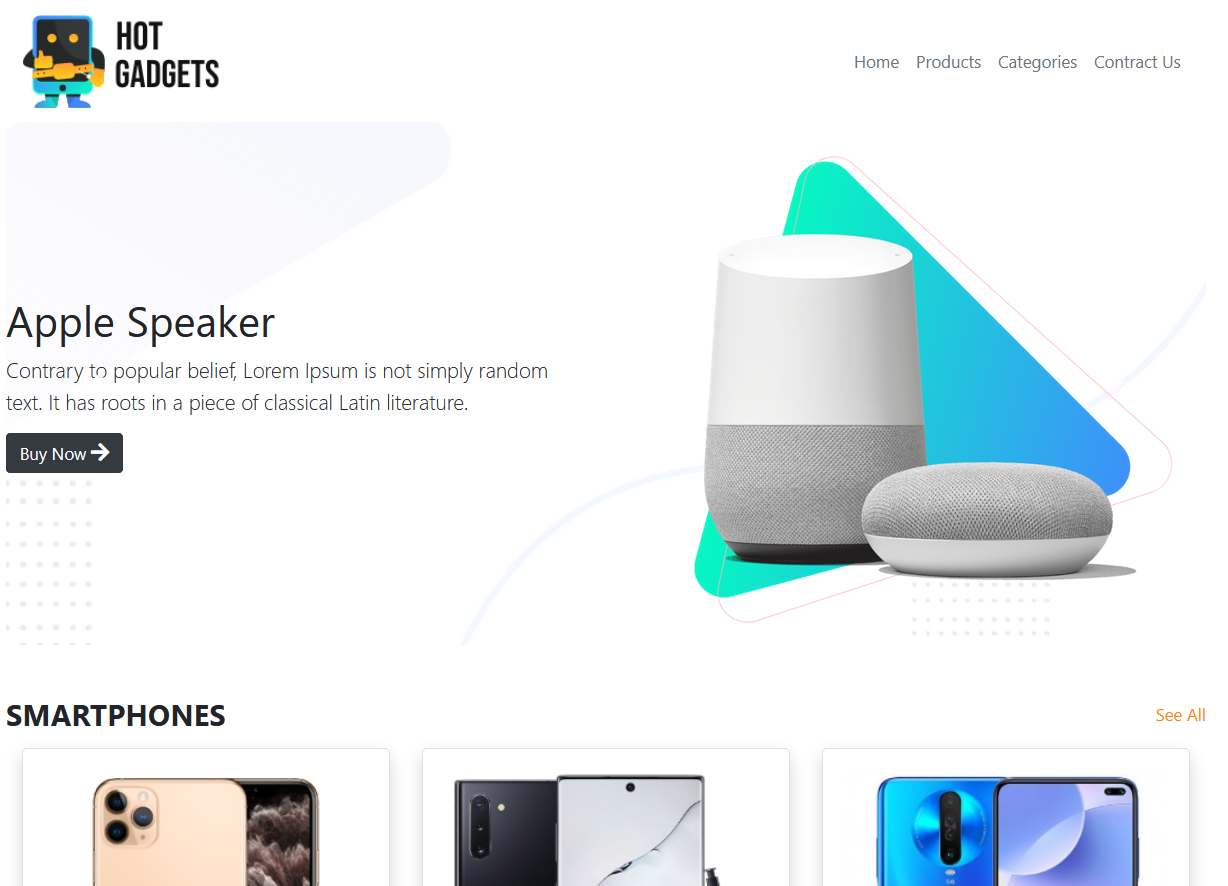 HOT
GADGETS
Home Products Categories Contract Us
Apple Speaker
Contrary to popular belief, Lorem Ipsum is not simply random
text. It has roots in a piece of classical Latin literature.
Buy Now
SMARTPHONES
See All